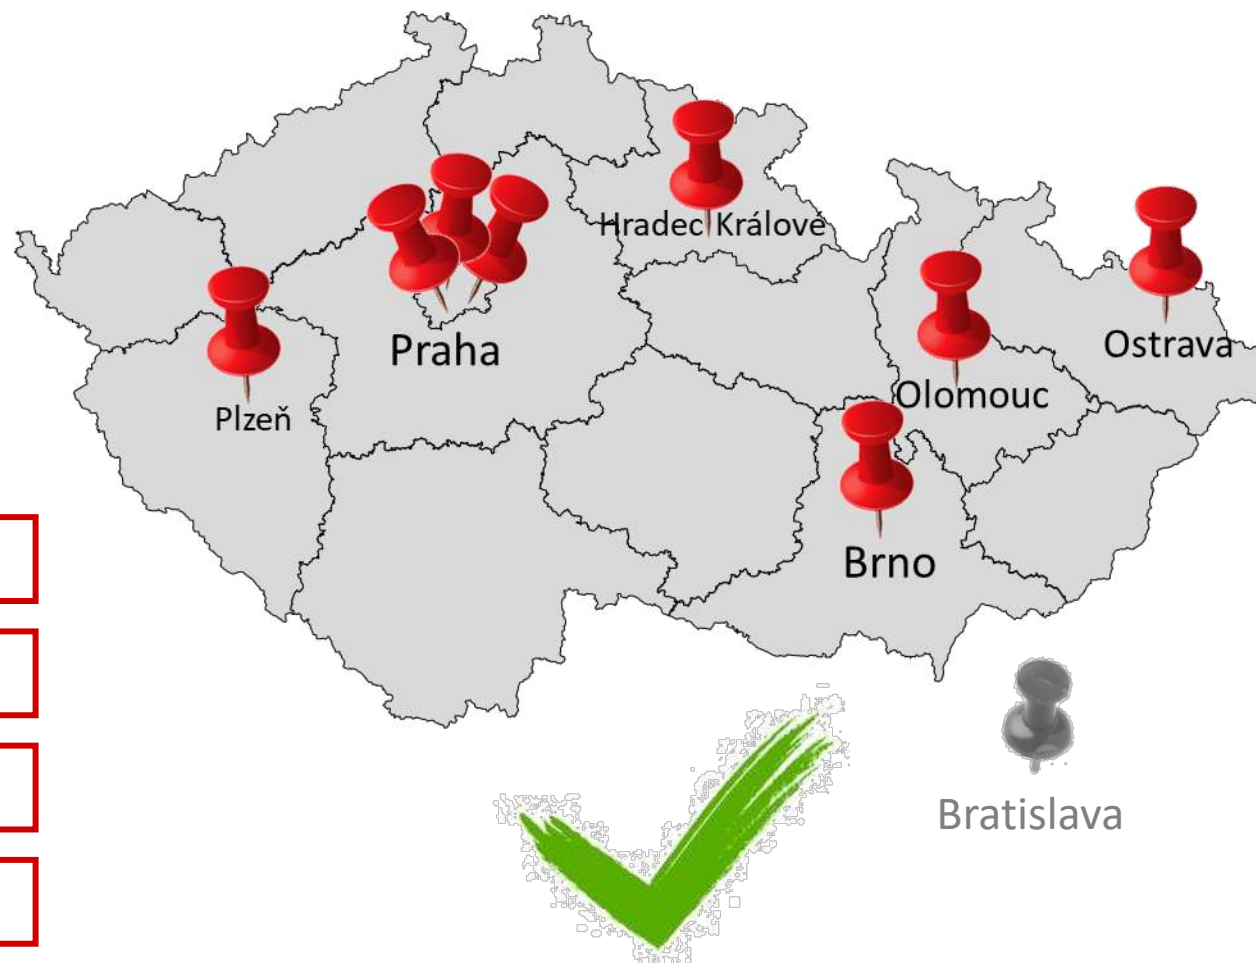 Hradec Králové
Praha
Ostrava
Plzeň
Olomouc
Brno
Bratislava